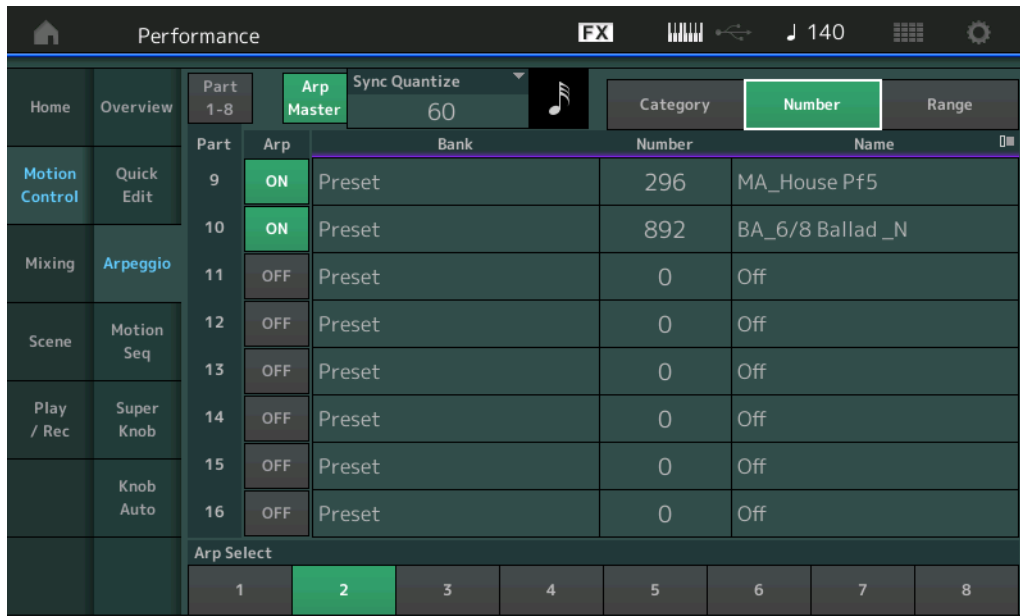 Performance FX 140
Home Overview Part 1-8 Arp Master Sync Quantize 60 Category Number Range
Part Arp Bank Number Name
Motion Control Quick Edit 9 ON Preset 296 MA_House Pf5
10 ON Preset 892 BA_6/8 Ballad _N
Mixing Arpeggio 11 OFF Preset 0 Off
Scene Motion Seq 12 OFF Preset 0 Off
13 OFF Preset 0 Off
Play / Rec Super Knob 14 OFF Preset 0 Off
15 OFF Preset 0 Off
Knob Auto 16 OFF Preset 0 Off
Arp Select
1 2 3 4 5 6 7 8